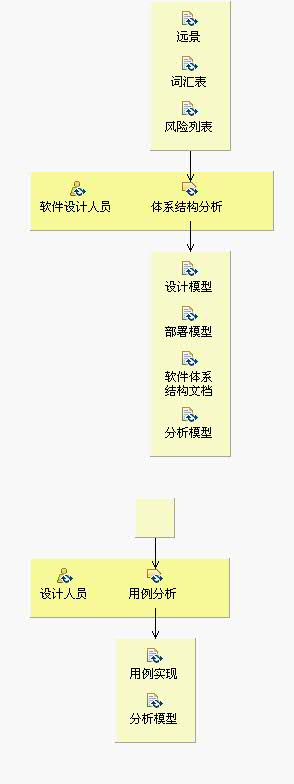 远景
词汇表
风险列表
软件设计人员
体系结构分析
设计模型
部署模型
软件体系
结构文档
分析模型
设计人员
用例分析
用例实现
分析模型